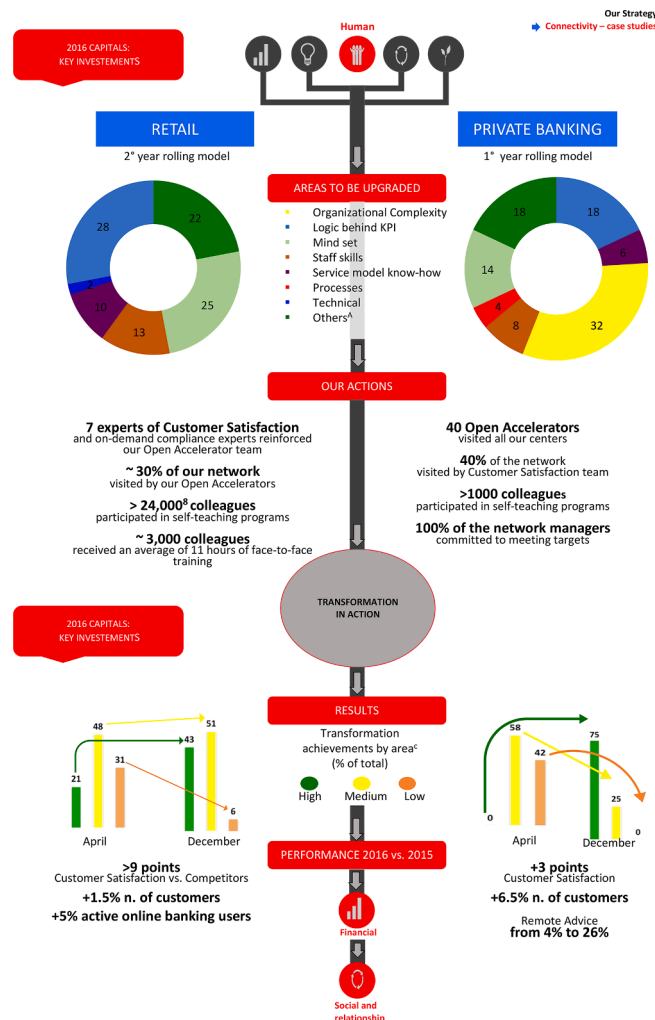 Our Strategy
Connectivity – case studies
Human
2016 CAPITALS:
KEY INVESTEMENTS
RETAIL
2° year rolling model
PRIVATE BANKING
1° year rolling model
AREAS TO BE UPGRADED
Organizational Complexity
Logic behind KPI
Mind set
Staff skills
Service model know-how
Processes
Technical
Others^A
28
22
2
10
25
13
18
18
6
14
4
8
32
OUR ACTIONS
7 experts of Customer Satisfaction
and on-demand compliance experts reinforced
our Open Accelerator team
~ 30% of our network
visited by our Open Accelerators
> 24,000⁸ colleagues
participated in self-teaching programs
~ 3,000 colleagues
received an average of 11 hours of face-to-face
training
40 Open Accelerators
visited all our centers
40% of the network
visited by Customer Satisfaction team
>1000 colleagues
participated in self-teaching programs
100% of the network managers
committed to meeting targets
TRANSFORMATION
IN ACTION
2016 CAPITALS:
KEY INVESTEMENTS
RESULTS
Transformation
achievements by areaᶜ
(% of total)
High
Medium
Low
21
48
31
43
51
6
April
December
0
58
42
75
25
0
April
December
PERFORMANCE 2016 vs. 2015
>9 points
Customer Satisfaction vs. Competitors
+1.5% n. of customers
+5% active online banking users
+3 points
Customer Satisfaction
+6.5% n. of customers
Remote Advice
from 4% to 26%
Financial
Social and
relationship